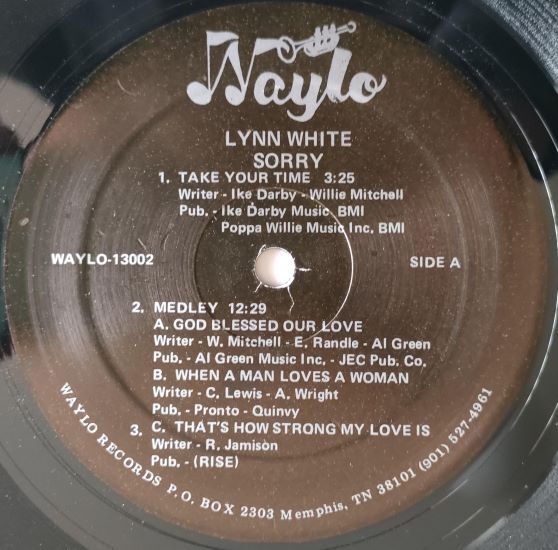 Waylo
LYNN WHITE
SORRY
1. TAKE YOUR TIME 3:25
Writer - Ike Darby - Willie Mitchell
Pub. - Ike Darby Music BMI
Poppa Willie Music Inc. BMI
WAYLO-13002
SIDE A
2. MEDLEY 12:29
A. GOD BLESSED OUR LOVE
Writer - W. Mitchell - E. Randle - Al Green
Pub. - Al Green Music Inc. - JEC Pub. Co.
B. WHEN A MAN LOVES A WOMAN
Writer - C. Lewis - A. Wright
Pub. - Pronto - Quinvy
3. C. THAT'S HOW STRONG MY LOVE IS
Writer - R. Jamison
Pub. - (RISE)
WAYLO RECORDS P.O. BOX 2303 Memphis, TN 38101 (901) 527-4961